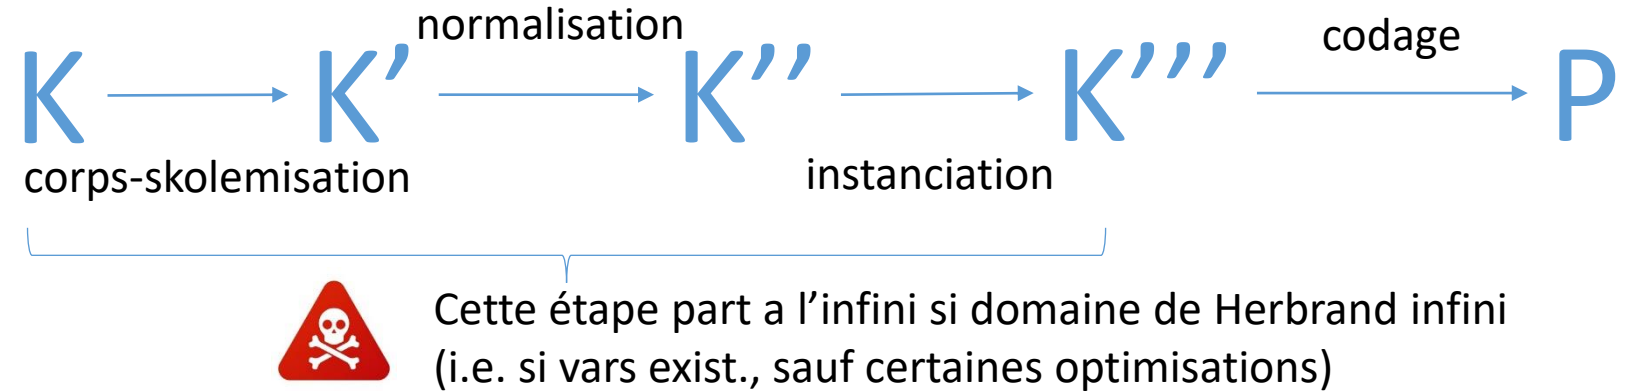 normalisation
codage
K K' K'' K''' P
corps-skolemisation
instanciation
Cette étape part a l'infini si domaine de Herbrand infini
(i.e. si vars exist., sauf certaines optimisations)